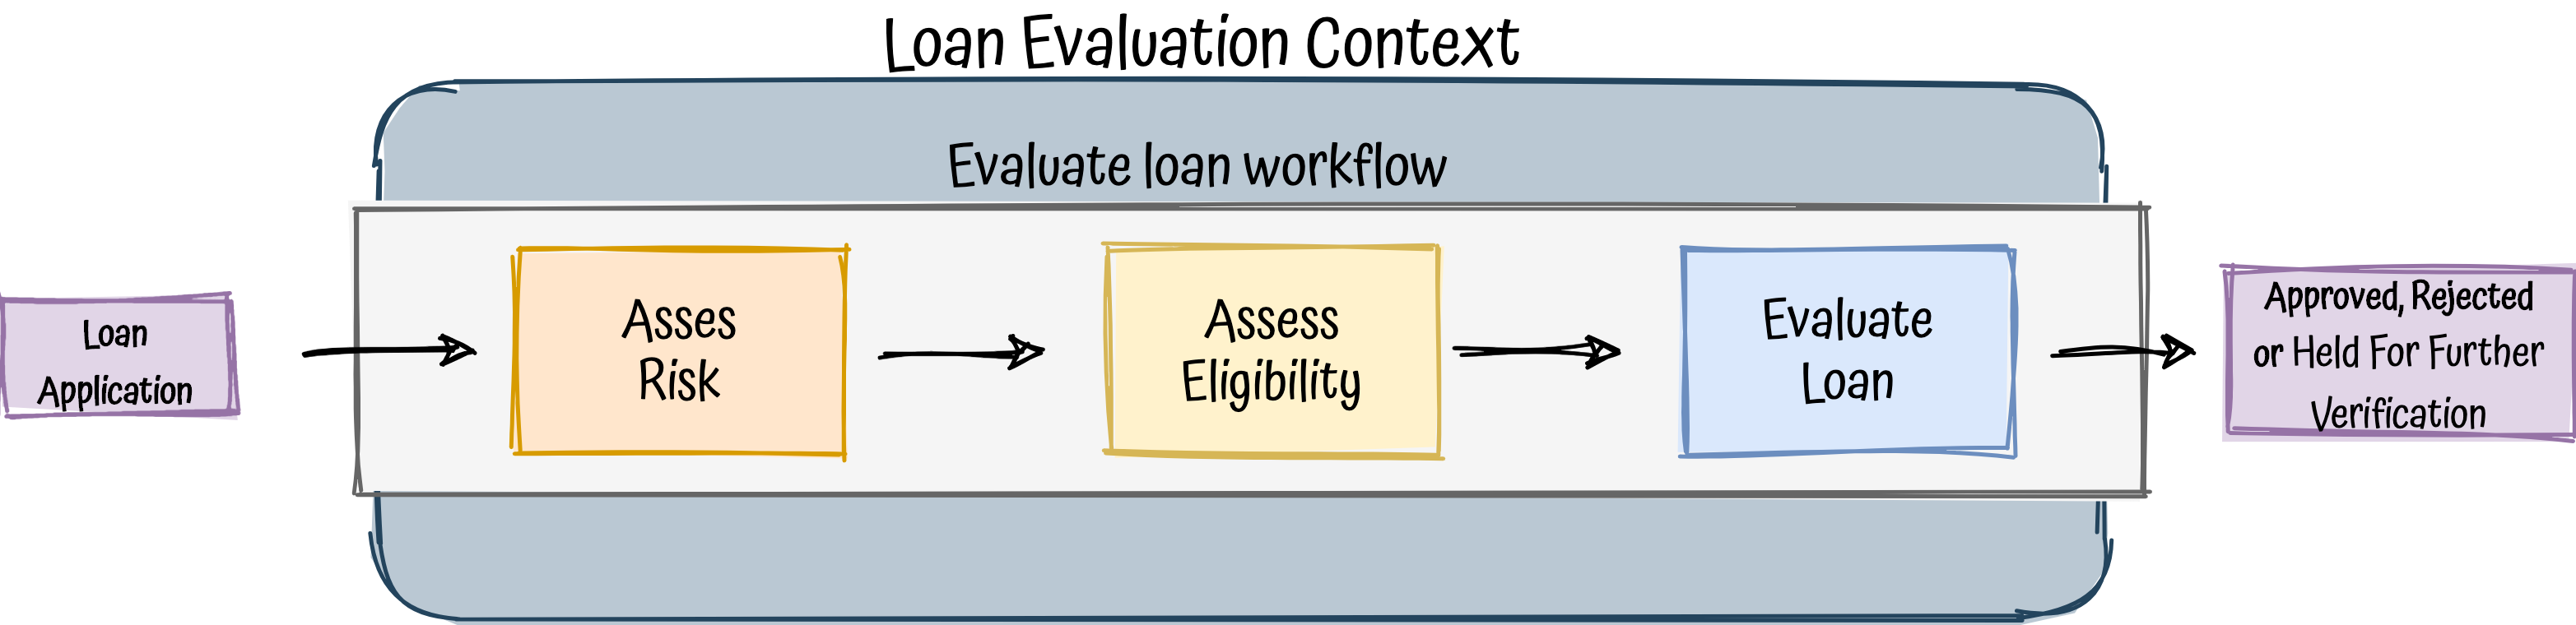 Loan Evaluation Context
Evaluate loan workflow
Loan
Application
Asses
Risk
Assess
Eligibility
Evaluate
Loan
Approved, Rejected
or Held For Further
Verification